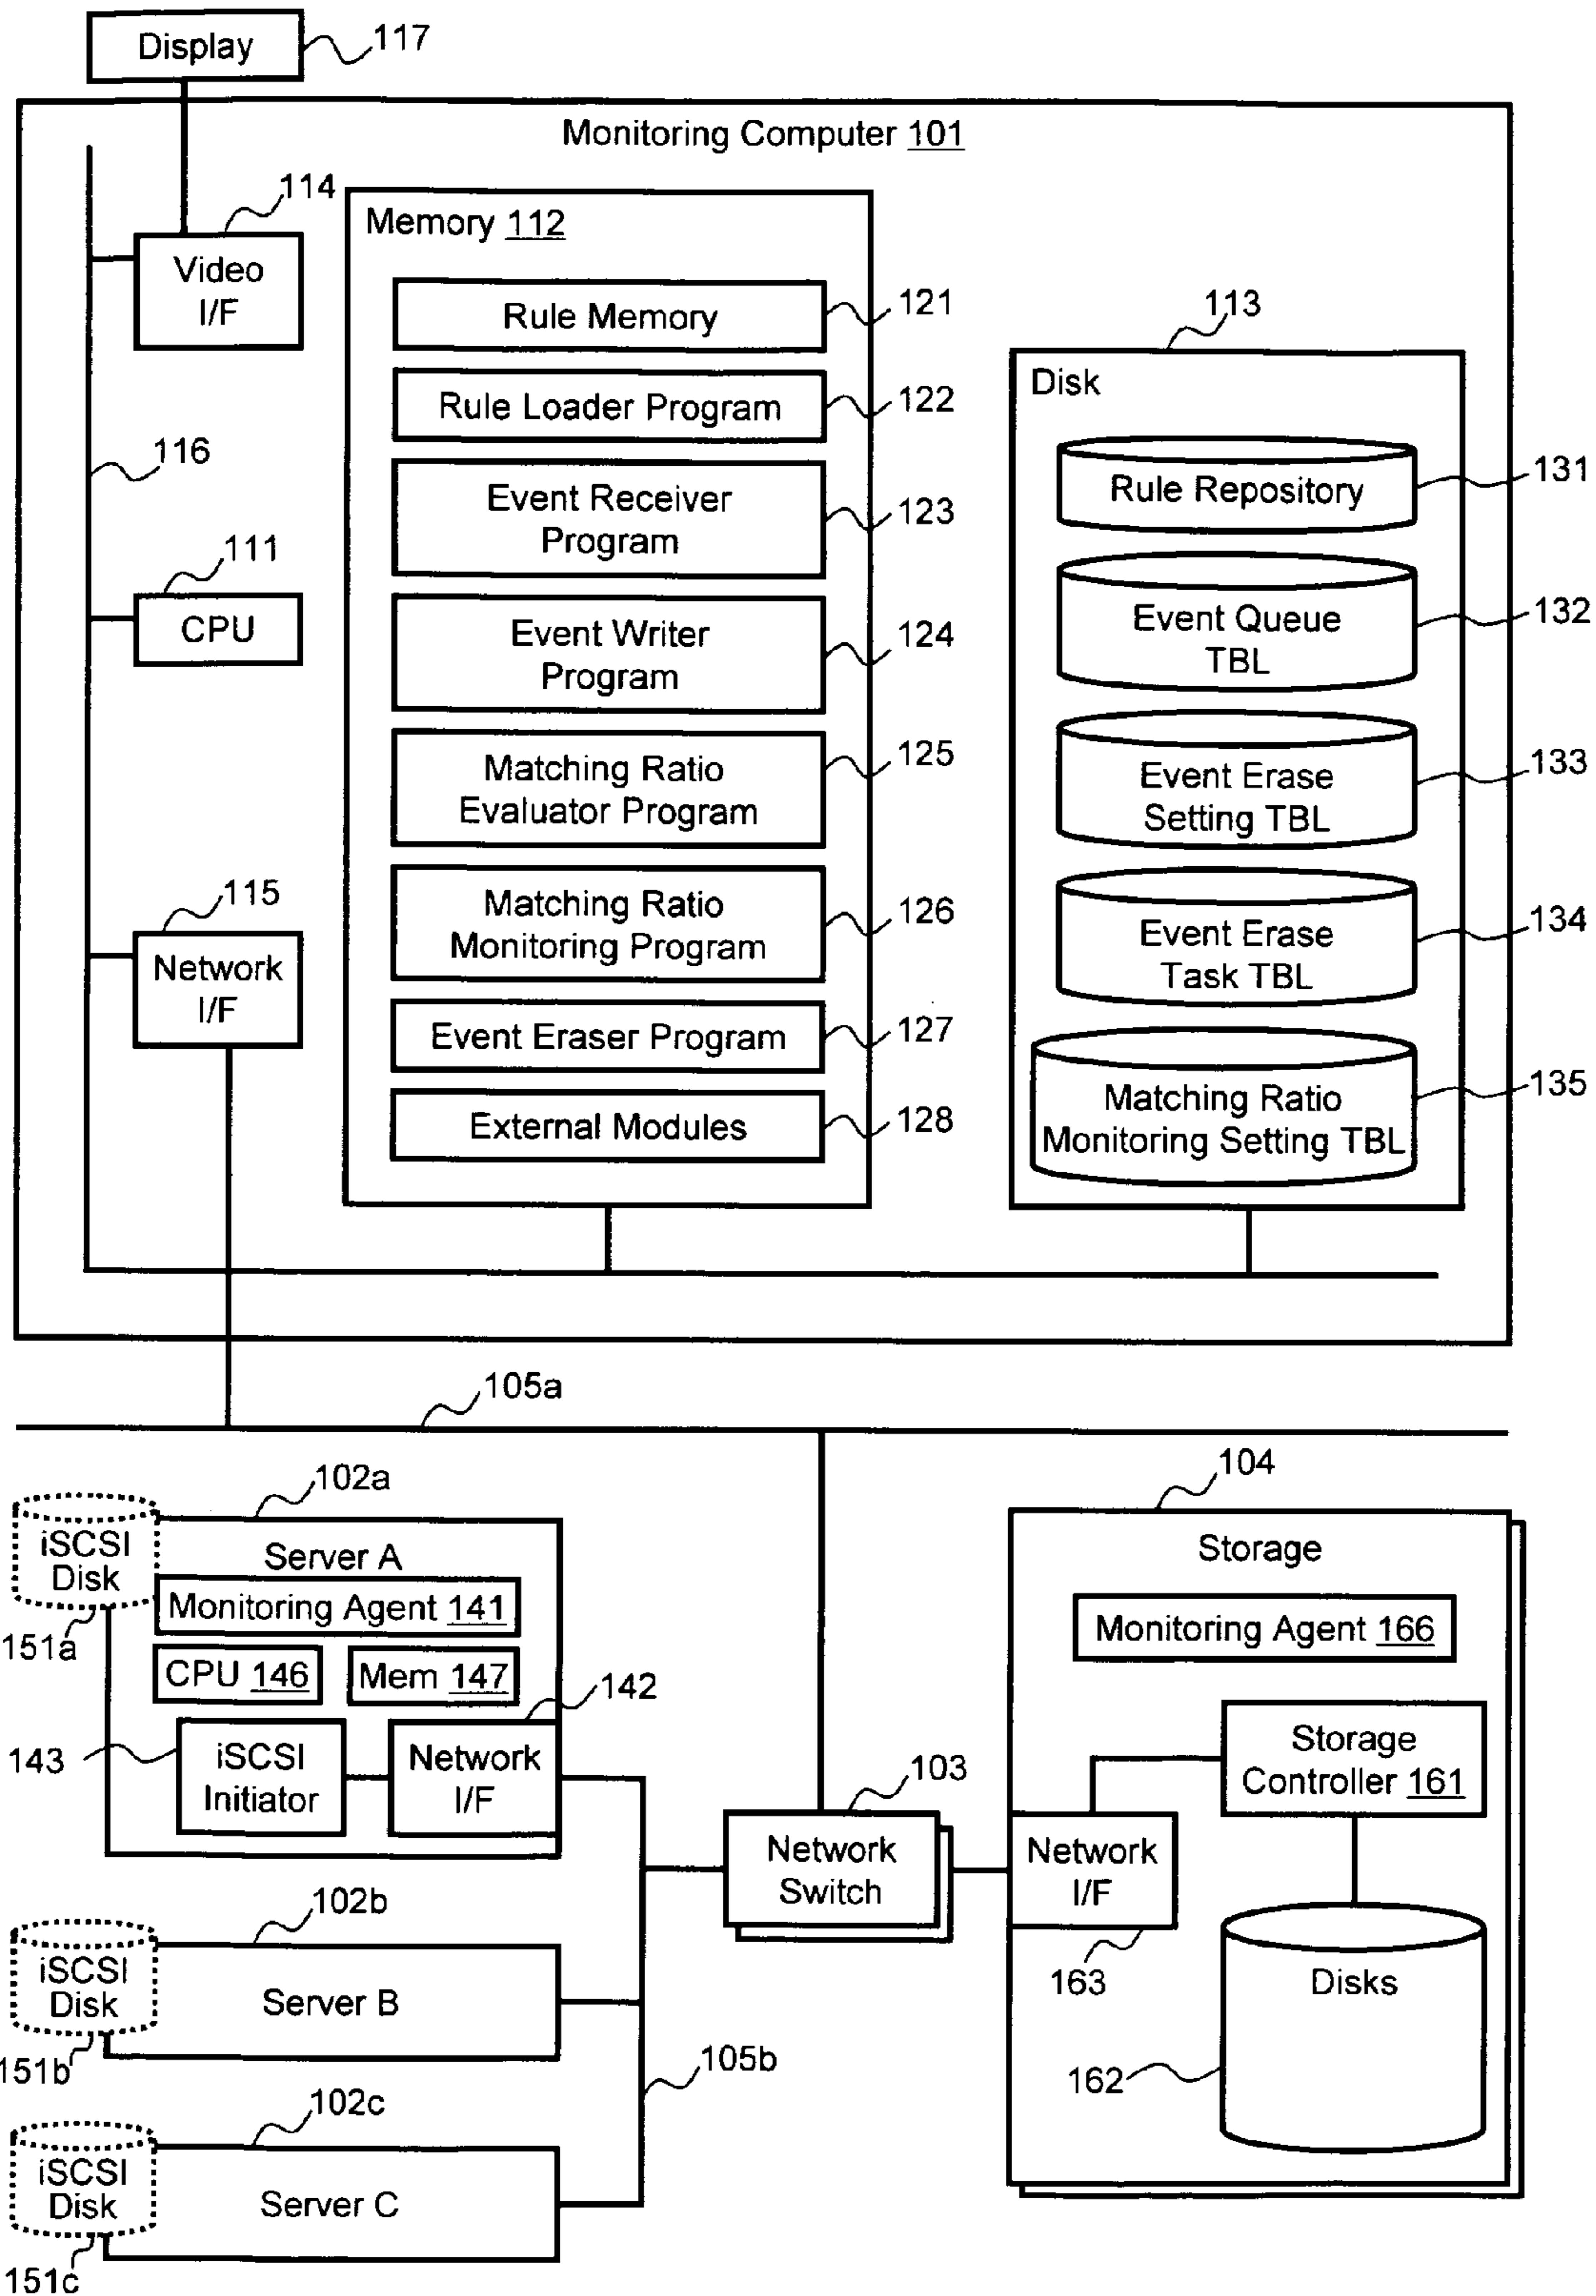 Display
117
Monitoring Computer 101
114
Video
I/F
116
111
CPU
115
Network
I/F
Memory 112
Rule Memory
121
Rule Loader Program
122
Event Receiver
Program
123
Event Writer
Program
124
Matching Ratio
Evaluator Program
125
Matching Ratio
Monitoring Program
126
Event Eraser Program
127
External Modules
128
113
Disk
Rule Repository
131
Event Queue
TBL
132
Event Erase
Setting TBL
133
Event Erase
Task TBL
134
Matching Ratio
Monitoring Setting TBL
135
105a
102a
iSCSI
Disk
151a
Server A
Monitoring Agent 141
CPU 146
Mem 147
142
143
iSCSI
Initiator
Network
I/F
102b
iSCSI
Disk
151b
Server B
102c
iSCSI
Disk
151c
Server C
105b
103
Network
Switch
104
Storage
Monitoring Agent 166
Storage
Controller 161
Network
I/F
163
Disks
162